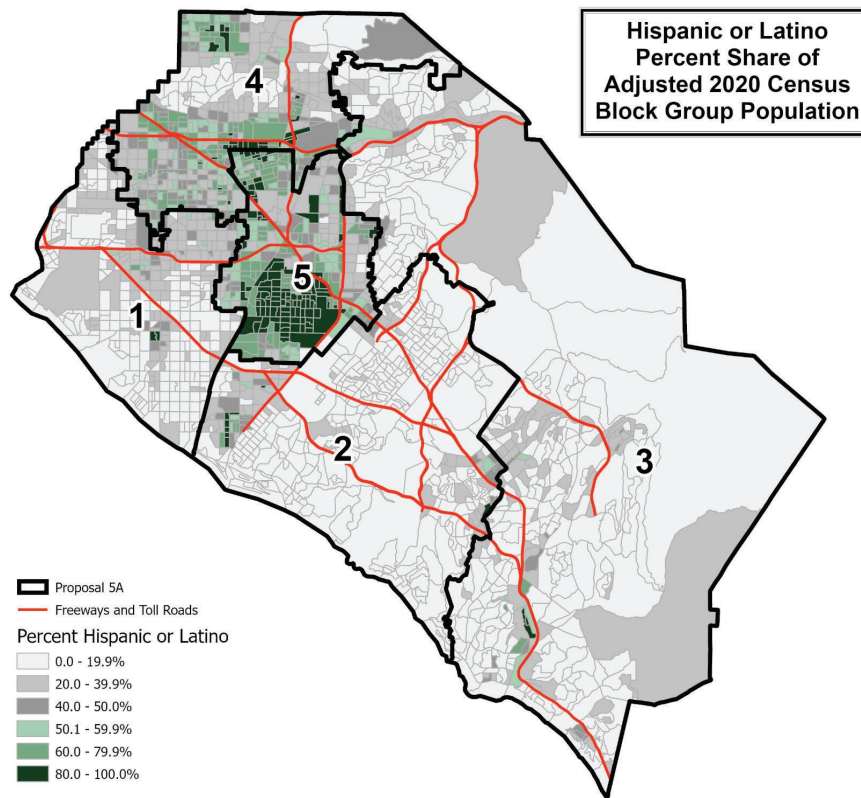 Hispanic or Latino
Percent Share of
Adjusted 2020 Census
Block Group Population
4
5
1
2
3
Proposal 5A
Freeways and Toll Roads
Percent Hispanic or Latino
0.0 - 19.9%
20.0 - 39.9%
40.0 - 50.0%
50.1 - 59.9%
60.0 - 79.9%
80.0 - 100.0%